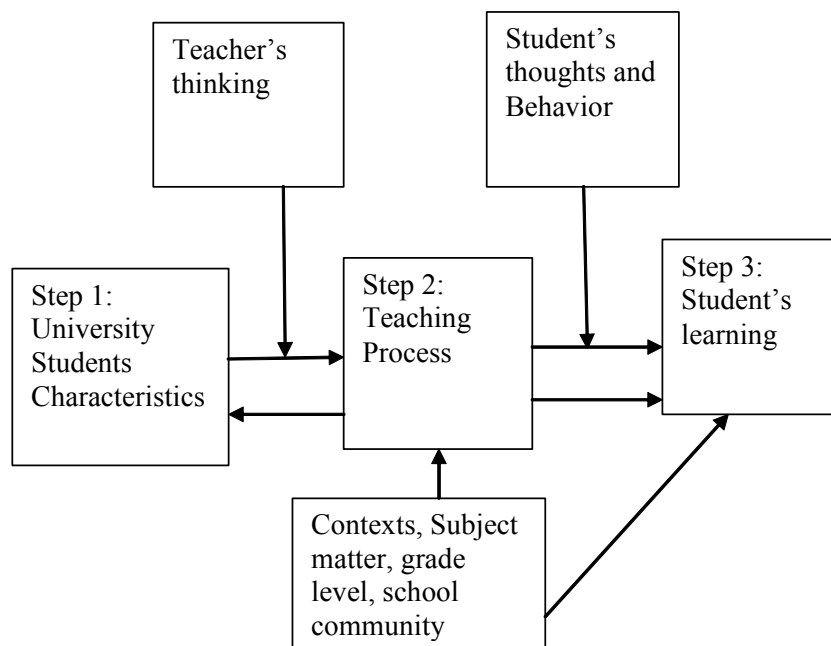 Teacher’s
thinking
Student’s
thoughts and
Behavior
Step 1:
University
Students
Characteristics
Step 2:
Teaching
Process
Step 3:
Student’s
learning
Contexts, Subject
matter, grade
level, school
community